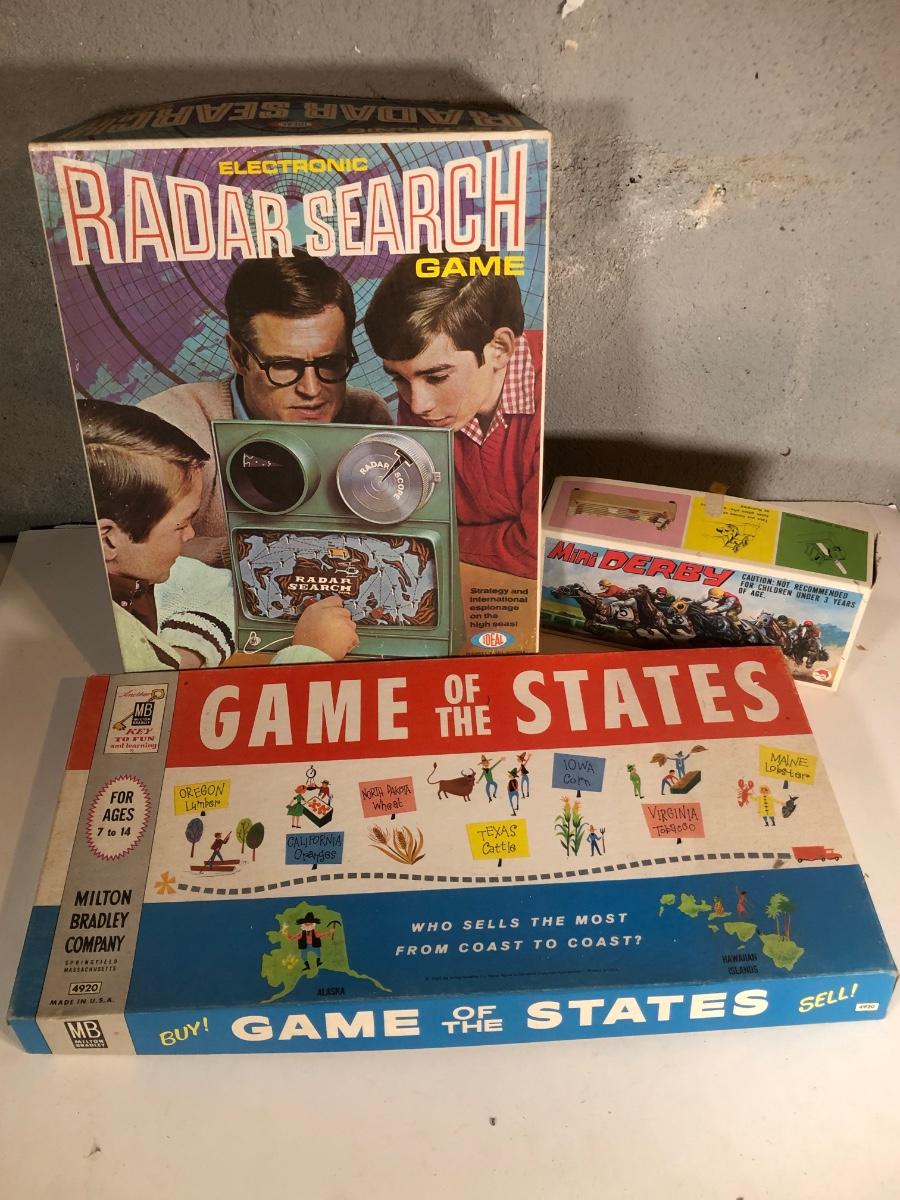 RADAR SEARCH
IDEAL
ELECTRONIC
RADAR SEARCH
GAME
RADAR SCOPE
RADAR
SEARCH
Strategy and
international
espionage
on the
high seas!
IDEAL
Mini DERBY
CAUTION: NOT RECOMMENDED
FOR CHILDREN UNDER 3 YEARS
OF AGE.
Another
MB
MILTON
BRADLEY
KEY
TO FUN
and learning
GAME OF THE STATES
FOR
AGES
7 to 14
OREGON
Lumber
CALIFORNIA
Oranges
NORTH DAKOTA
Wheat
TEXAS
Cattle
IOWA
Corn
VIRGINIA
Tobacco
MAINE
Lobster
MILTON
BRADLEY
COMPANY
SPRINGFIELD
MASSACHUSETTS
4920
MADE IN U.S.A.
WHO SELLS THE MOST
FROM COAST TO COAST?
ALASKA
HAWAIIAN
ISLANDS
MB
MILTON
BRADLEY
BUY!
GAME OF THE STATES
SELL!
4920